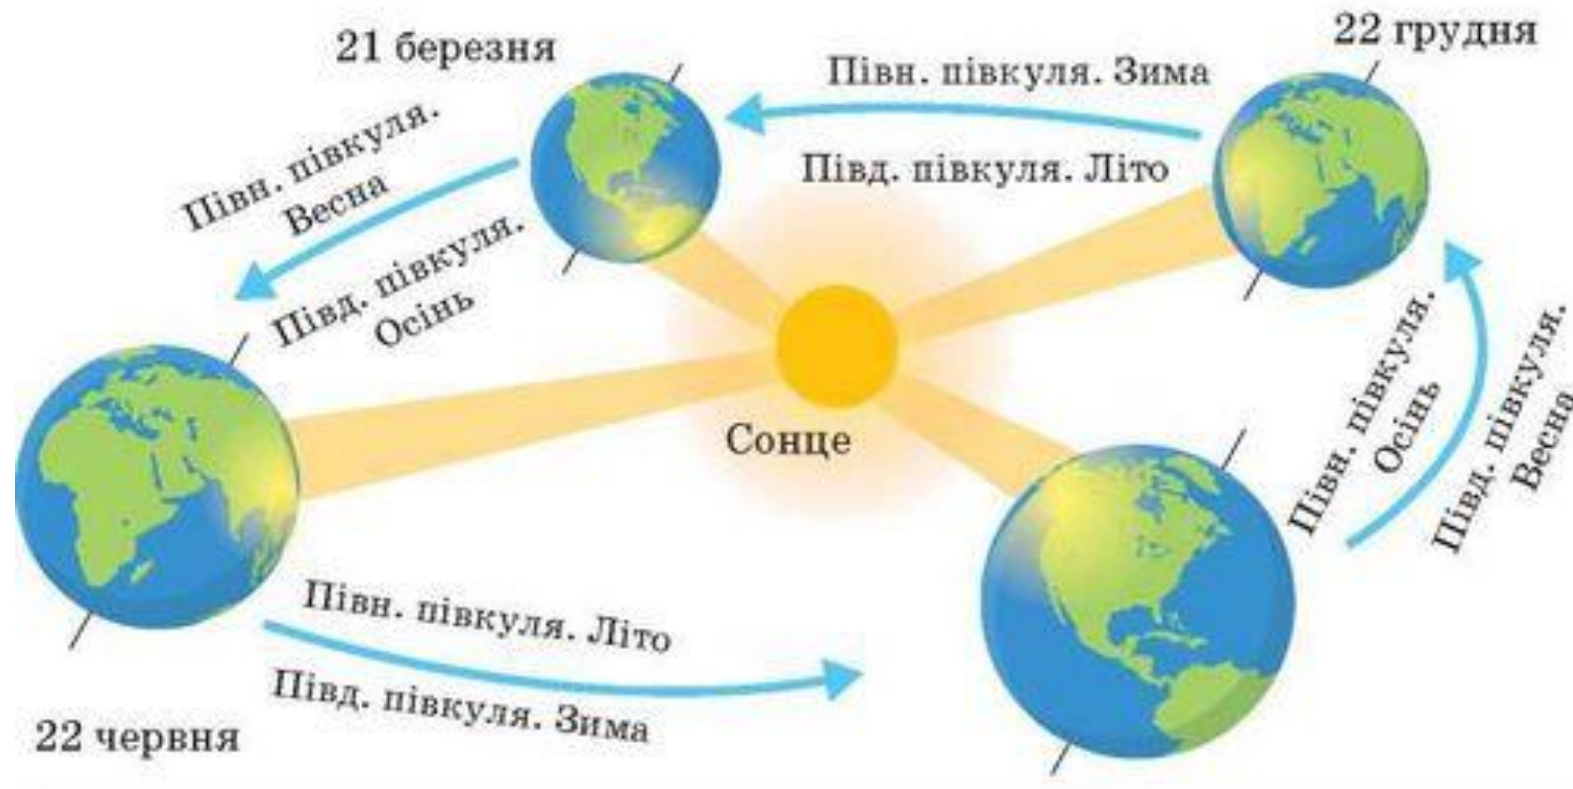 21 березня
22 грудня
Півн. півкуля. Зима
Півд. півкуля. Літо
Півн. півкуля.
Весна
Півд. півкуля.
Осінь
Сонце
Півн. півкуля.
Осінь
Півд. півкуля.
Весна
Півн. півкуля. Літо
Півд. півкуля. Зима
22 червня